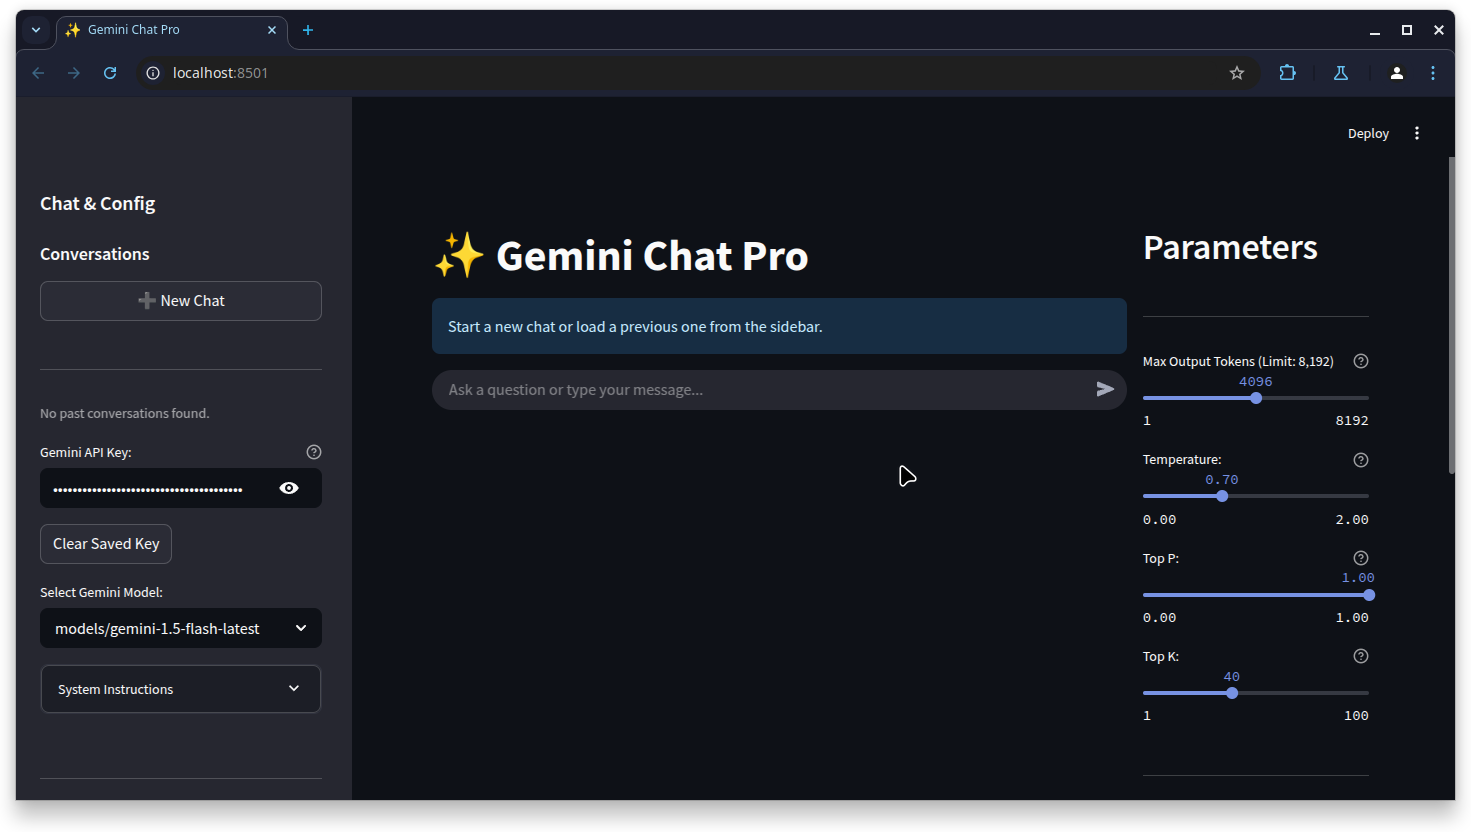 Gemini Chat Pro
localhost:8501
Deploy
Chat & Config
Conversations
➕ New Chat
No past conversations found.
Gemini API Key:
••••••••••••••••••••••••••••••••••••••
Clear Saved Key
Select Gemini Model:
models/gemini-1.5-flash-latest
System Instructions
✨ Gemini Chat Pro
Start a new chat or load a previous one from the sidebar.
Ask a question or type your message...
Parameters
Max Output Tokens (Limit: 8,192)
4096
1 8192
Temperature:
0.70
0.00 2.00
Top P:
1.00
0.00 1.00
Top K:
40
1 100